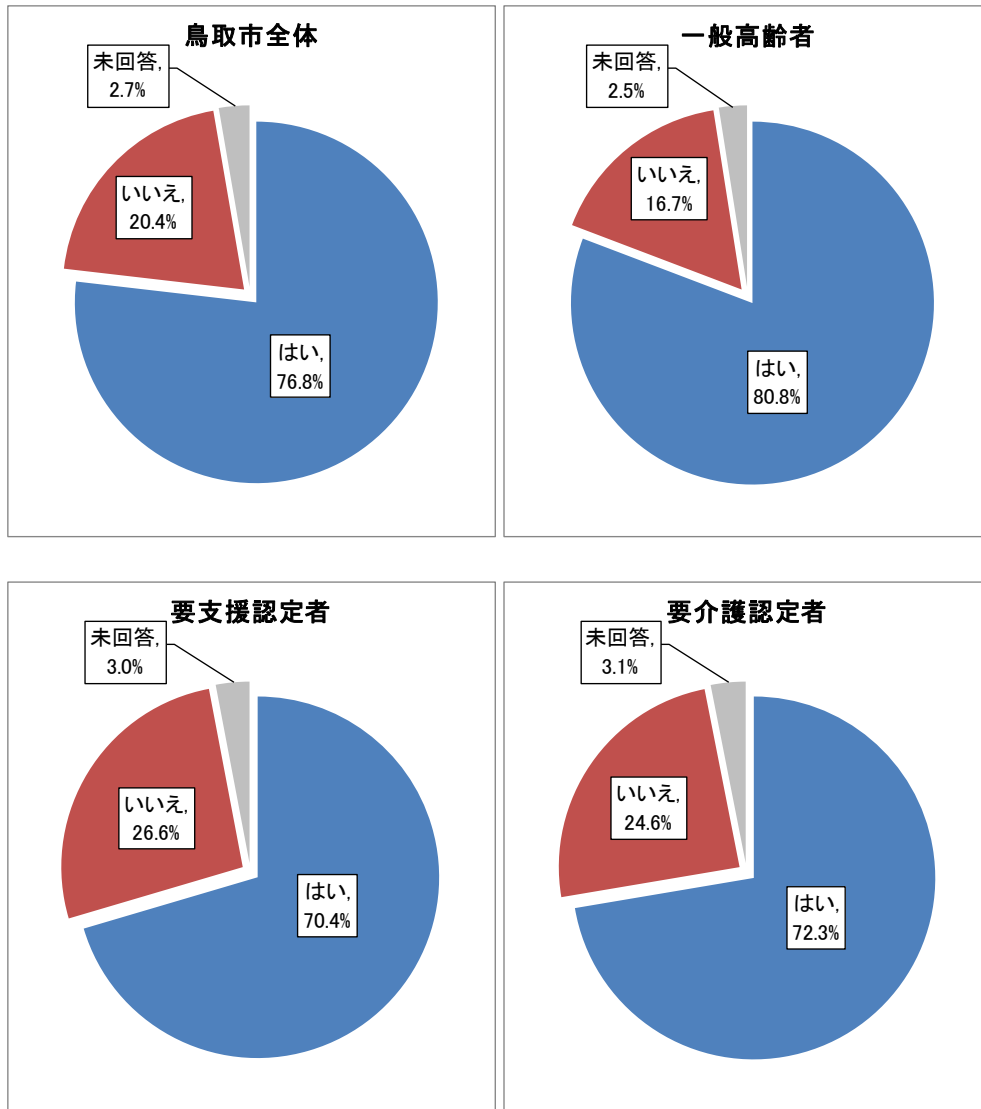 鳥取市全体
未回答,
2.7%
いいえ,
20.4%
はい,
76.8%
一般高齢者
未回答,
2.5%
いいえ,
16.7%
はい,
80.8%
要支援認定者
未回答,
3.0%
いいえ,
26.6%
はい,
70.4%
要介護認定者
未回答,
3.1%
いいえ,
24.6%
はい,
72.3%